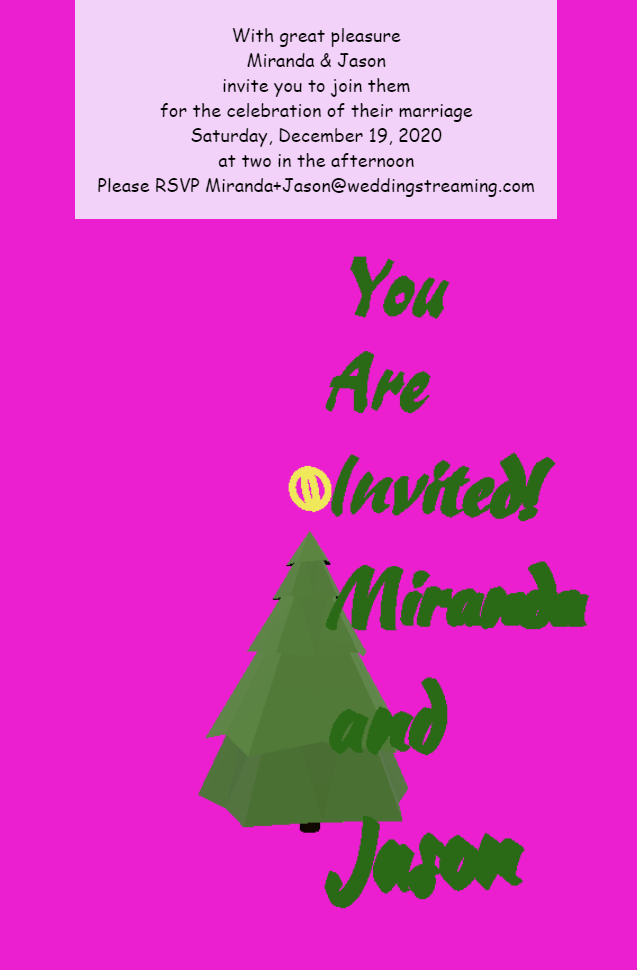 With great pleasure
Miranda & Jason
invite you to join them
for the celebration of their marriage
Saturday, December 19, 2020
at two in the afternoon
Please RSVP Miranda+Jason@weddingstreaming.com
You
Are
Invited!
Miranda
and
Jason